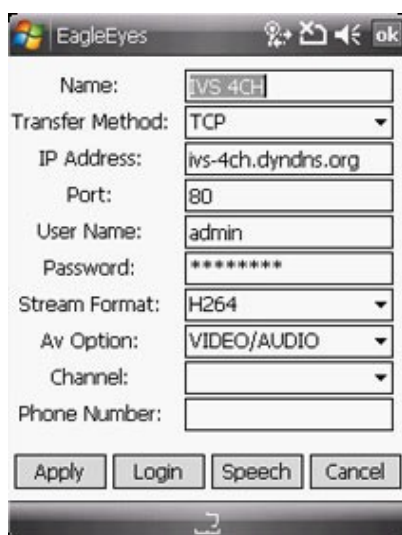 EagleEyes ok
Name: IVS 4CH
Transfer Method: TCP
IP Address: ivs-4ch.dyndns.org
Port: 80
User Name: admin
Password: ********
Stream Format: H264
Av Option: VIDEO/AUDIO
Channel:
Phone Number:
Apply Login Speech Cancel